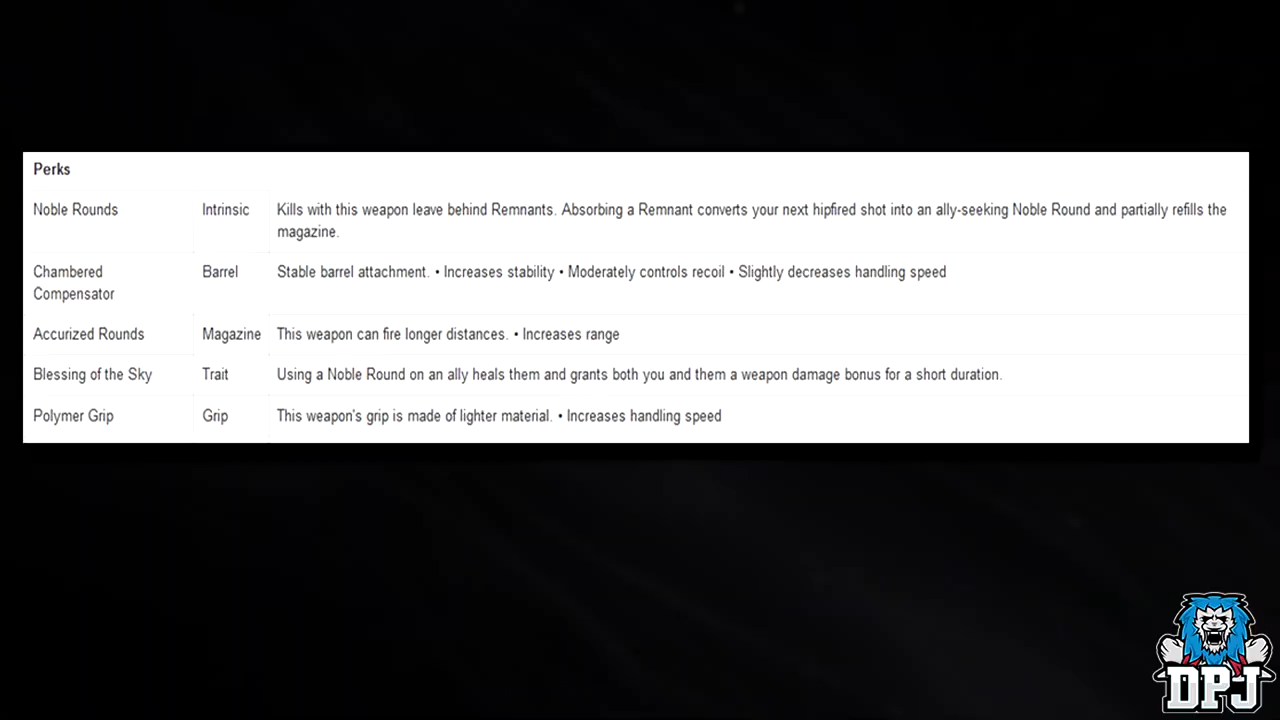 Perks
Noble Rounds Intrinsic Kills with this weapon leave behind Remnants. Absorbing a Remnant converts your next hipfired shot into an ally-seeking Noble Round and partially refills the
magazine.
Chambered Barrel Stable barrel attachment. • Increases stability • Moderately controls recoil • Slightly decreases handling speed
Compensator
Accurized Rounds Magazine This weapon can fire longer distances. • Increases range
Blessing of the Sky Trait Using a Noble Round on an ally heals them and grants both you and them a weapon damage bonus for a short duration.
Polymer Grip Grip This weapon's grip is made of lighter material. • Increases handling speed
DPJ